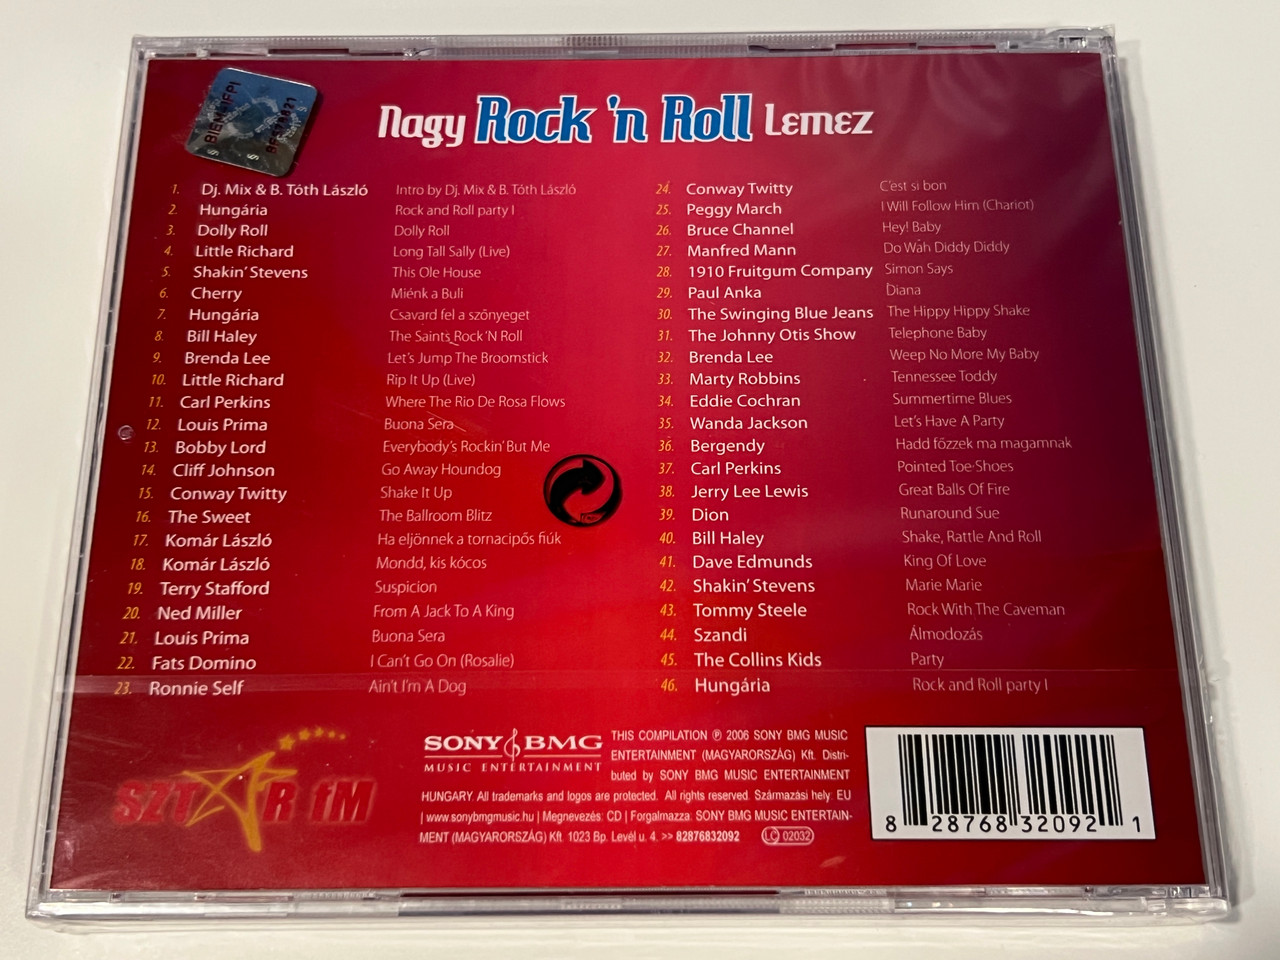 BIEM IFPI
Nagy Rock 'n Roll Lemez
1. Dj. Mix & B. Tóth László Intro by Dj. Mix & B. Tóth László
2. Hungária Rock and Roll party I
3. Dolly Roll Dolly Roll
4. Little Richard Long Tall Sally (Live)
5. Shakin' Stevens This Ole House
6. Cherry Miénk a Buli
7. Hungária Csavard fel a szőnyeget
8. Bill Haley The Saints Rock 'N Roll
9. Brenda Lee Let's Jump The Broomstick
10. Little Richard Rip It Up (Live)
11. Carl Perkins Where The Rio De Rosa Flows
12. Louis Prima Buona Sera
13. Bobby Lord Everybody's Rockin' But Me
14. Cliff Johnson Go Away Houndog
15. Conway Twitty Shake It Up
16. The Sweet The Ballroom Blitz
17. Komár László Ha eljönnek a tornacipős fiúk
18. Komár László Mondd, kis kócos
19. Terry Stafford Suspicion
20. Ned Miller From A Jack To A King
21. Louis Prima Buona Sera
22. Fats Domino I Can't Go On (Rosalie)
23. Ronnie Self Ain't I'm A Dog
24. Conway Twitty C'est si bon
25. Peggy March I Will Follow Him (Chariot)
26. Bruce Channel Hey! Baby
27. Manfred Mann Do Wah Diddy Diddy
28. 1910 Fruitgum Company Simon Says
29. Paul Anka Diana
30. The Swinging Blue Jeans The Hippy Hippy Shake
31. The Johnny Otis Show Telephone Baby
32. Brenda Lee Weep No More My Baby
33. Marty Robbins Tennessee Toddy
34. Eddie Cochran Summertime Blues
35. Wanda Jackson Let's Have A Party
36. Bergendy Hadd főzzek ma magamnak
37. Carl Perkins Pointed Toe Shoes
38. Jerry Lee Lewis Great Balls Of Fire
39. Dion Runaround Sue
40. Bill Haley Shake, Rattle And Roll
41. Dave Edmunds King Of Love
42. Shakin' Stevens Marie Marie
43. Tommy Steele Rock With The Caveman
44. Szandi Álmodozás
45. The Collins Kids Party
46. Hungária Rock and Roll party I
SZTÁR fM
SONY BMG
MUSIC ENTERTAINMENT
THIS COMPILATION ℗ 2006 SONY BMG MUSIC
ENTERTAINMENT (MAGYARORSZÁG) Kft. Distri-
buted by SONY BMG MUSIC ENTERTAINMENT
HUNGARY. All trademarks and logos are protected. All rights reserved. Származási hely: EU
| www.sonybmgmusic.hu | Megnevezés: CD | Forgalmazza: SONY BMG MUSIC ENTERTAIN-
MENT (MAGYARORSZÁG) Kft. 1023 Bp. Levél u. 4. >> 82876832092 LC 02032
8 28768 32092 1